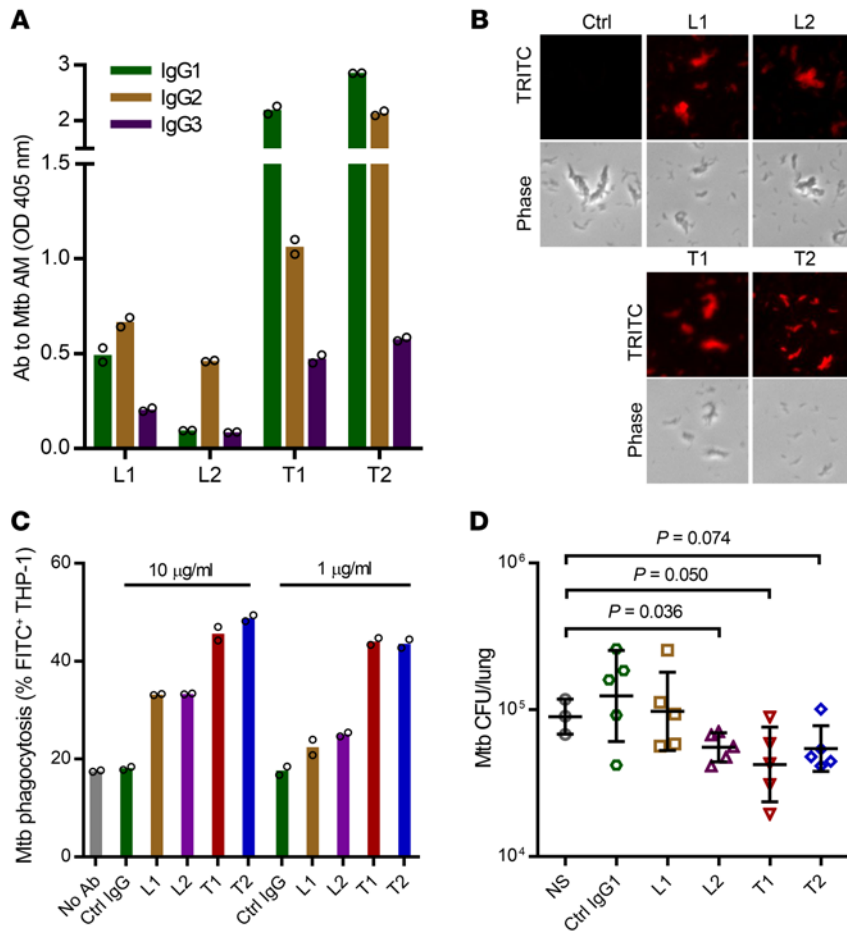 A
Ab to Mtb AM (OD 405 nm)
3
2
1.5
1.0
0.5
0.0
IgG1
IgG2
IgG3
L1 L2 T1 T2
B
Ctrl L1 L2
TRITC
Phase
T1 T2
TRITC
Phase
C
Mtb phagocytosis (% FITC⁺ THP-1)
60
40
20
0
10 μg/ml 1 μg/ml
No Ab Ctrl IgG L1 L2 T1 T2 Ctrl IgG L1 L2 T1 T2
D
Mtb CFU/lung
10⁶
10⁵
10⁴
P = 0.074
P = 0.050
P = 0.036
NS Ctrl IgG1 L1 L2 T1 T2